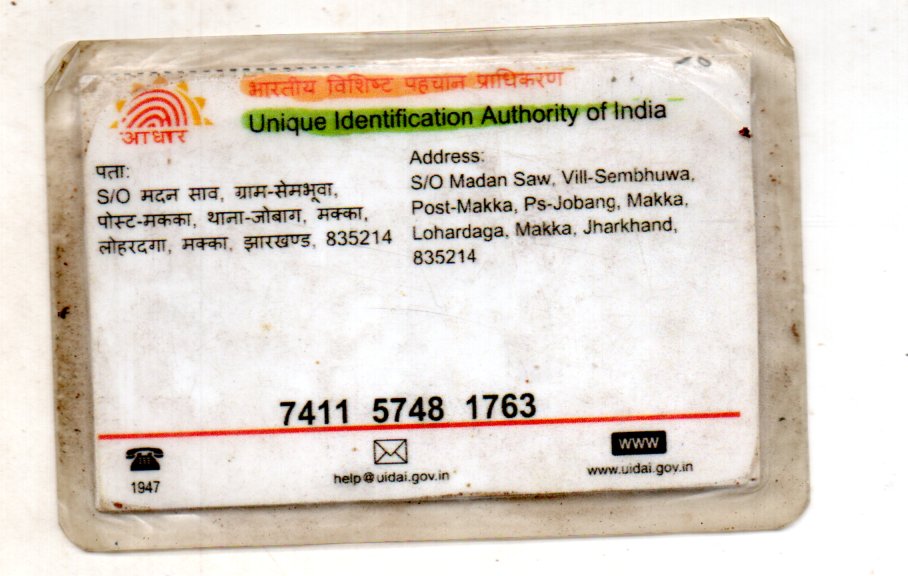 भारतीय विशिष्ट पहचान प्राधिकरण
Unique Identification Authority of India
आधार
पता:
S/O मदन साव, ग्राम-सेमभूवा,
पोस्ट-मकका, थाना-जोबाग, मक्का,
लोहरदगा, मक्का, झारखण्ड, 835214
Address:
S/O Madan Saw, Vill-Sembhuwa,
Post-Makka, Ps-Jobang, Makka,
Lohardaga, Makka, Jharkhand,
835214
7411 5748 1763
1947
help@uidai.gov.in
WWW
www.uidai.gov.in